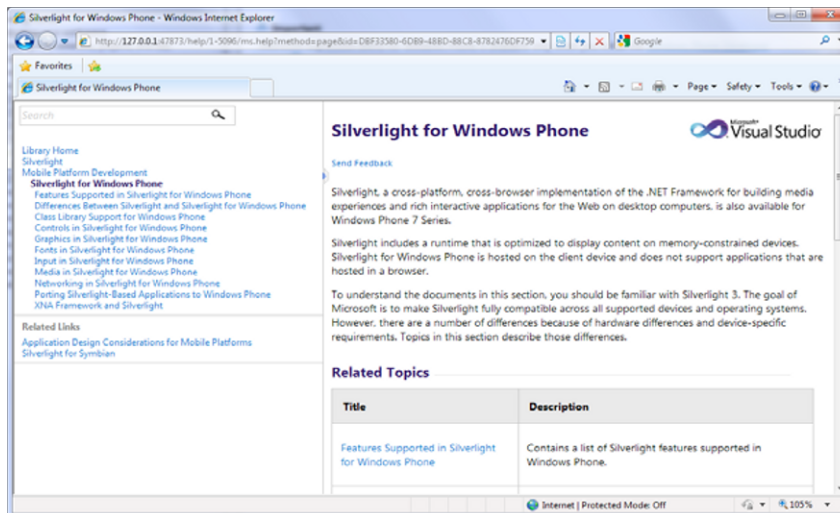 Silverlight for Windows Phone - Windows Internet Explorer
http://127.0.0.1:47873/help/1-5096/ms.help?method=page&id=DBF33580-6DB9-48BD-88C8-8782476DF759
Google
Favorites
Silverlight for Windows Phone
Page
Safety
Tools
Search
Library Home
Silverlight
Mobile Platform Development
Silverlight for Windows Phone
Features Supported in Silverlight for Windows Phone
Differences Between Silverlight and Silverlight for Windows Phone
Class Library Support for Windows Phone
Controls in Silverlight for Windows Phone
Graphics in Silverlight for Windows Phone
Fonts in Silverlight for Windows Phone
Input in Silverlight for Windows Phone
Media in Silverlight for Windows Phone
Networking in Silverlight for Windows Phone
Porting Silverlight-Based Applications to Windows Phone
XNA Framework and Silverlight
Related Links
Application Design Considerations for Mobile Platforms
Silverlight for Symbian
Silverlight for Windows Phone
Microsoft
Visual Studio
Send Feedback
Silverlight, a cross-platform, cross-browser implementation of the .NET Framework for building media
experiences and rich interactive applications for the Web on desktop computers, is also available for
Windows Phone 7 Series.
Silverlight includes a runtime that is optimized to display content on memory-constrained devices.
Silverlight for Windows Phone is hosted on the client device and does not support applications that are
hosted in a browser.
To understand the documents in this section, you should be familiar with Silverlight 3. The goal of
Microsoft is to make Silverlight fully compatible across all supported devices and operating systems.
However, there are a number of differences because of hardware differences and device-specific
requirements. Topics in this section describe those differences.
Related Topics
Title
Description
Features Supported in Silverlight
for Windows Phone
Contains a list of Silverlight features supported in
Windows Phone.
Internet | Protected Mode: Off
105%